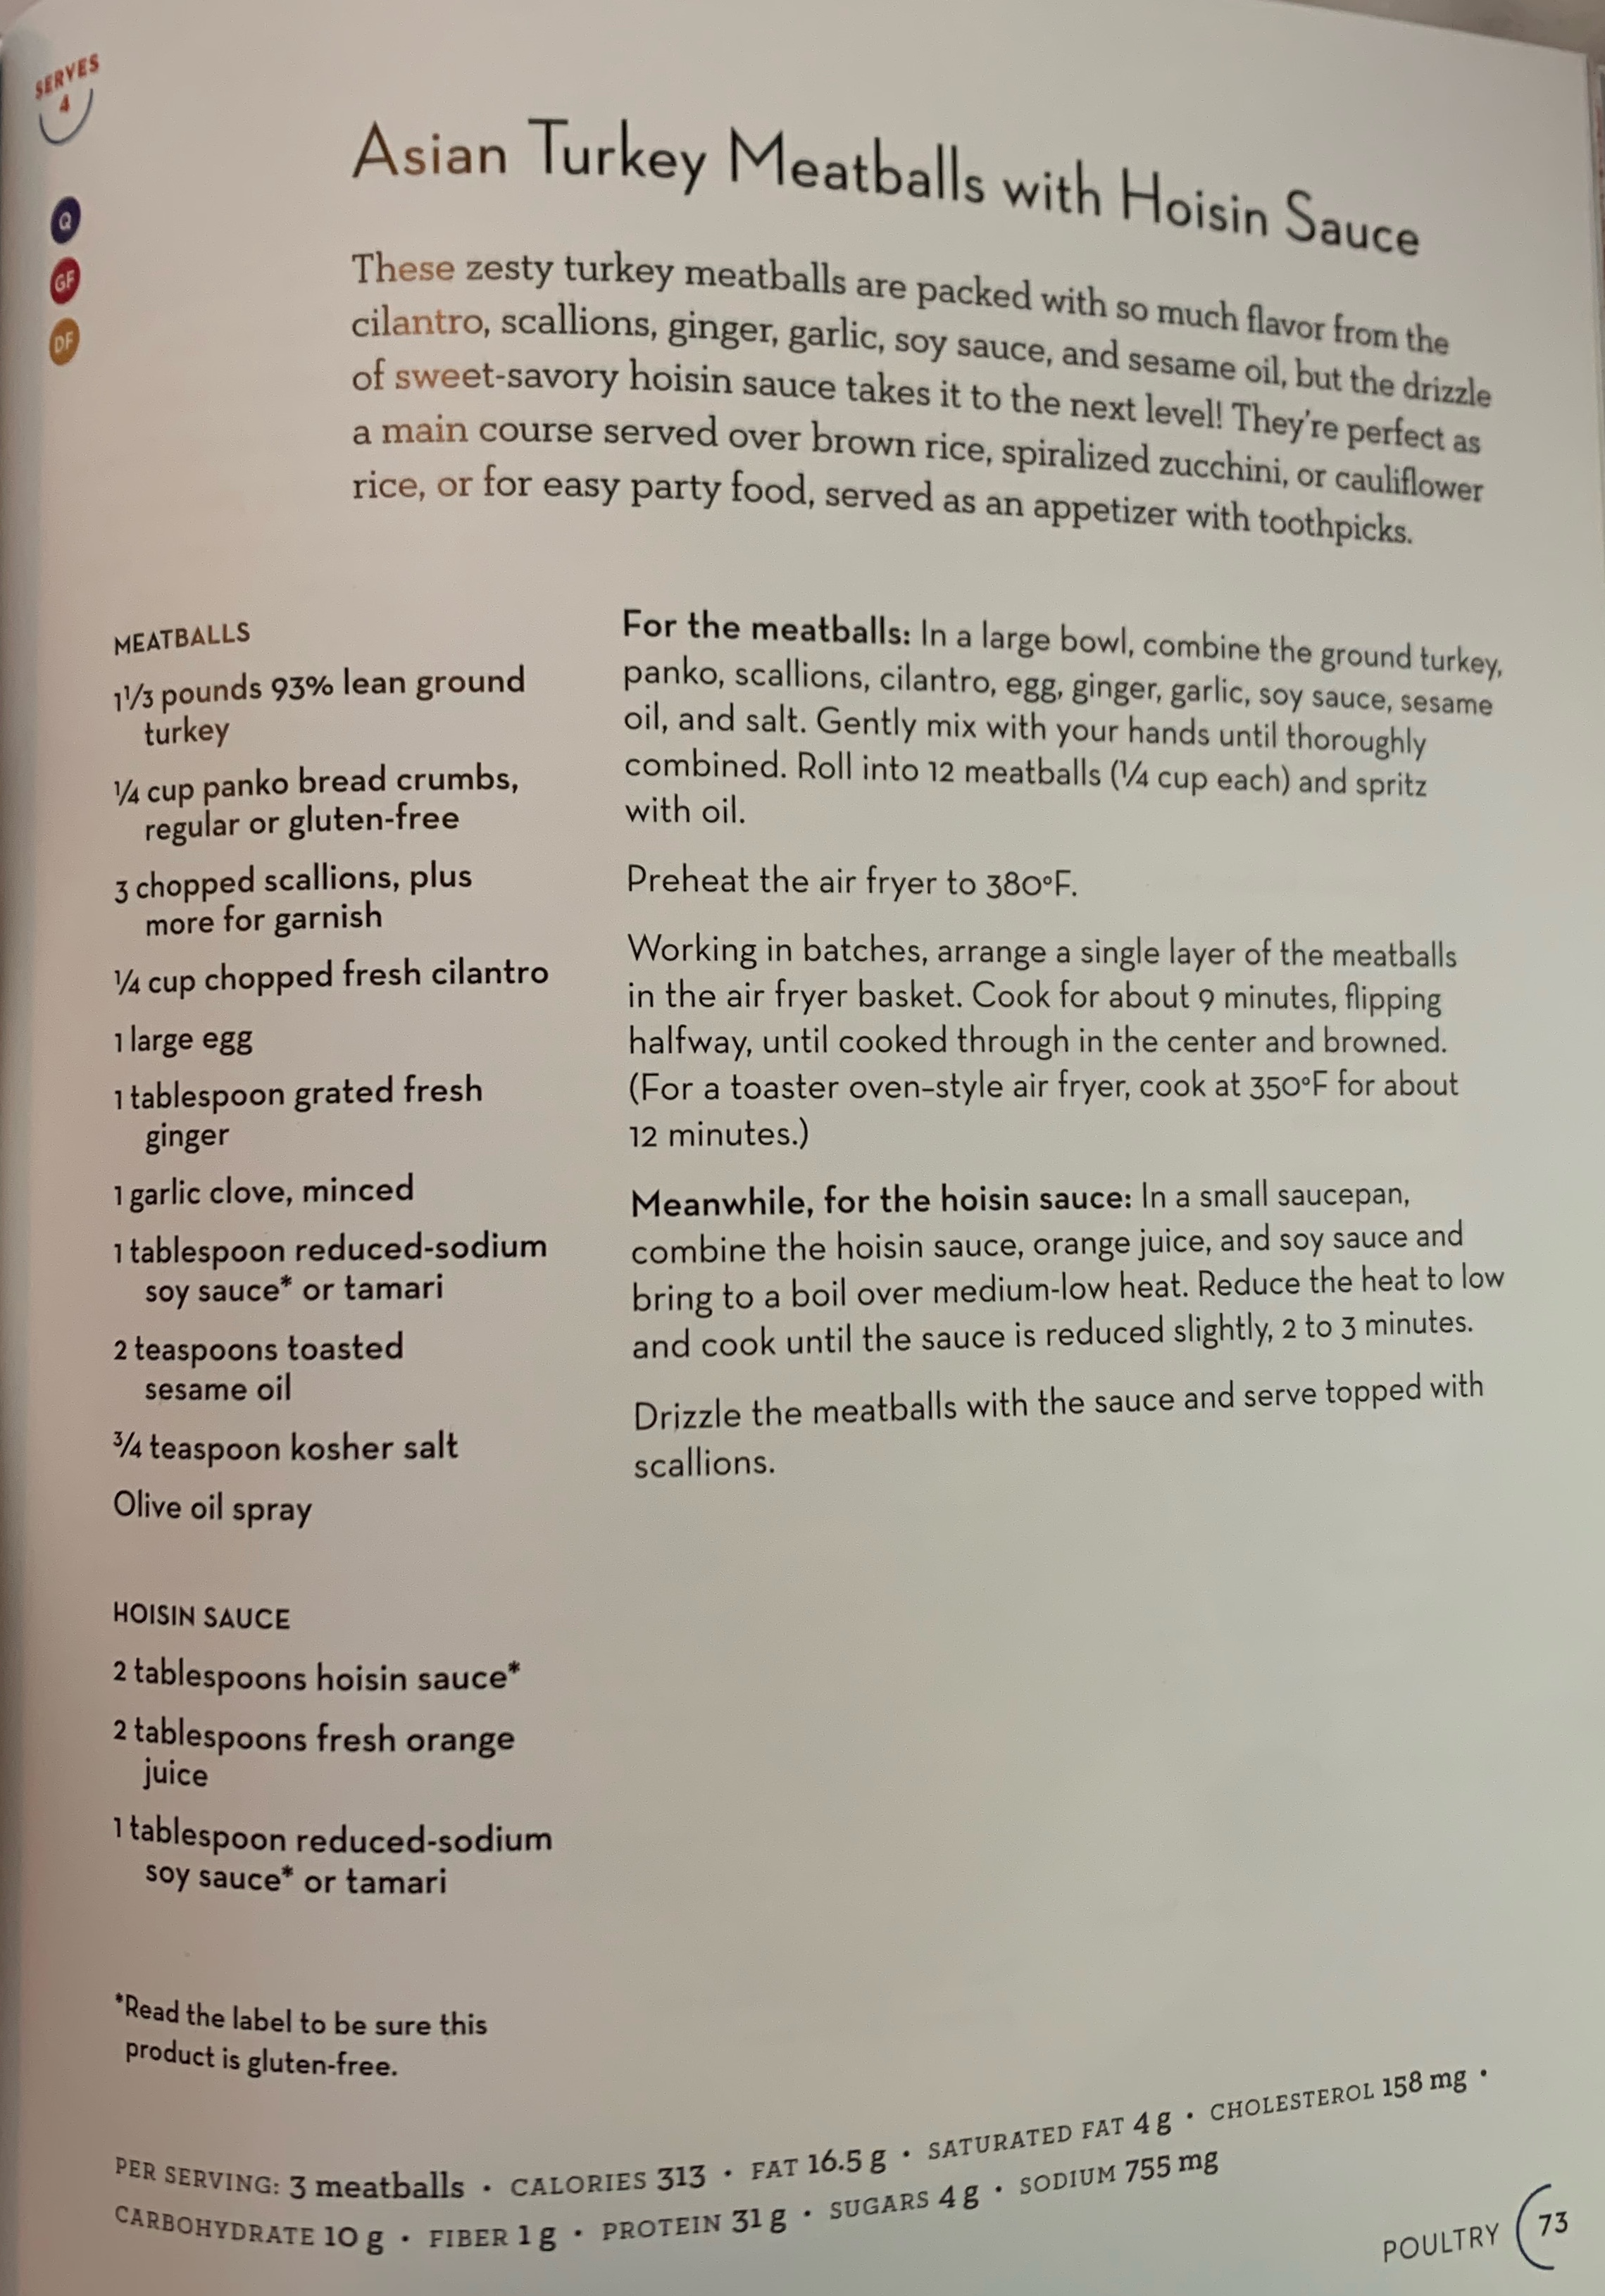 SERVES
4
Q
GF
DF
Asian Turkey Meatballs with Hoisin Sauce
These zesty turkey meatballs are packed with so much flavor from the
cilantro, scallions, ginger, garlic, soy sauce, and sesame oil, but the drizzle
of sweet-savory hoisin sauce takes it to the next level! They're perfect as
a main course served over brown rice, spiralized zucchini, or cauliflower
rice, or for easy party food, served as an appetizer with toothpicks.
MEATBALLS
1⅓ pounds 93% lean ground
turkey
¼ cup panko bread crumbs,
regular or gluten-free
3 chopped scallions, plus
more for garnish
¼ cup chopped fresh cilantro
1 large egg
1 tablespoon grated fresh
ginger
1 garlic clove, minced
1 tablespoon reduced-sodium
soy sauce* or tamari
2 teaspoons toasted
sesame oil
¾ teaspoon kosher salt
Olive oil spray
HOISIN SAUCE
2 tablespoons hoisin sauce*
2 tablespoons fresh orange
juice
1 tablespoon reduced-sodium
soy sauce* or tamari
*Read the label to be sure this
product is gluten-free.
For the meatballs: In a large bowl, combine the ground turkey,
panko, scallions, cilantro, egg, ginger, garlic, soy sauce, sesame
oil, and salt. Gently mix with your hands until thoroughly
combined. Roll into 12 meatballs (¼ cup each) and spritz
with oil.
Preheat the air fryer to 380°F.
Working in batches, arrange a single layer of the meatballs
in the air fryer basket. Cook for about 9 minutes, flipping
halfway, until cooked through in the center and browned.
(For a toaster oven–style air fryer, cook at 350°F for about
12 minutes.)
Meanwhile, for the hoisin sauce: In a small saucepan,
combine the hoisin sauce, orange juice, and soy sauce and
bring to a boil over medium-low heat. Reduce the heat to low
and cook until the sauce is reduced slightly, 2 to 3 minutes.
Drizzle the meatballs with the sauce and serve topped with
scallions.
PER SERVING: 3 meatballs • CALORIES 313 • FAT 16.5 g • SATURATED FAT 4 g • CHOLESTEROL 158 mg •
CARBOHYDRATE 10 g • FIBER 1 g • PROTEIN 31 g • SUGARS 4 g • SODIUM 755 mg
POULTRY 73